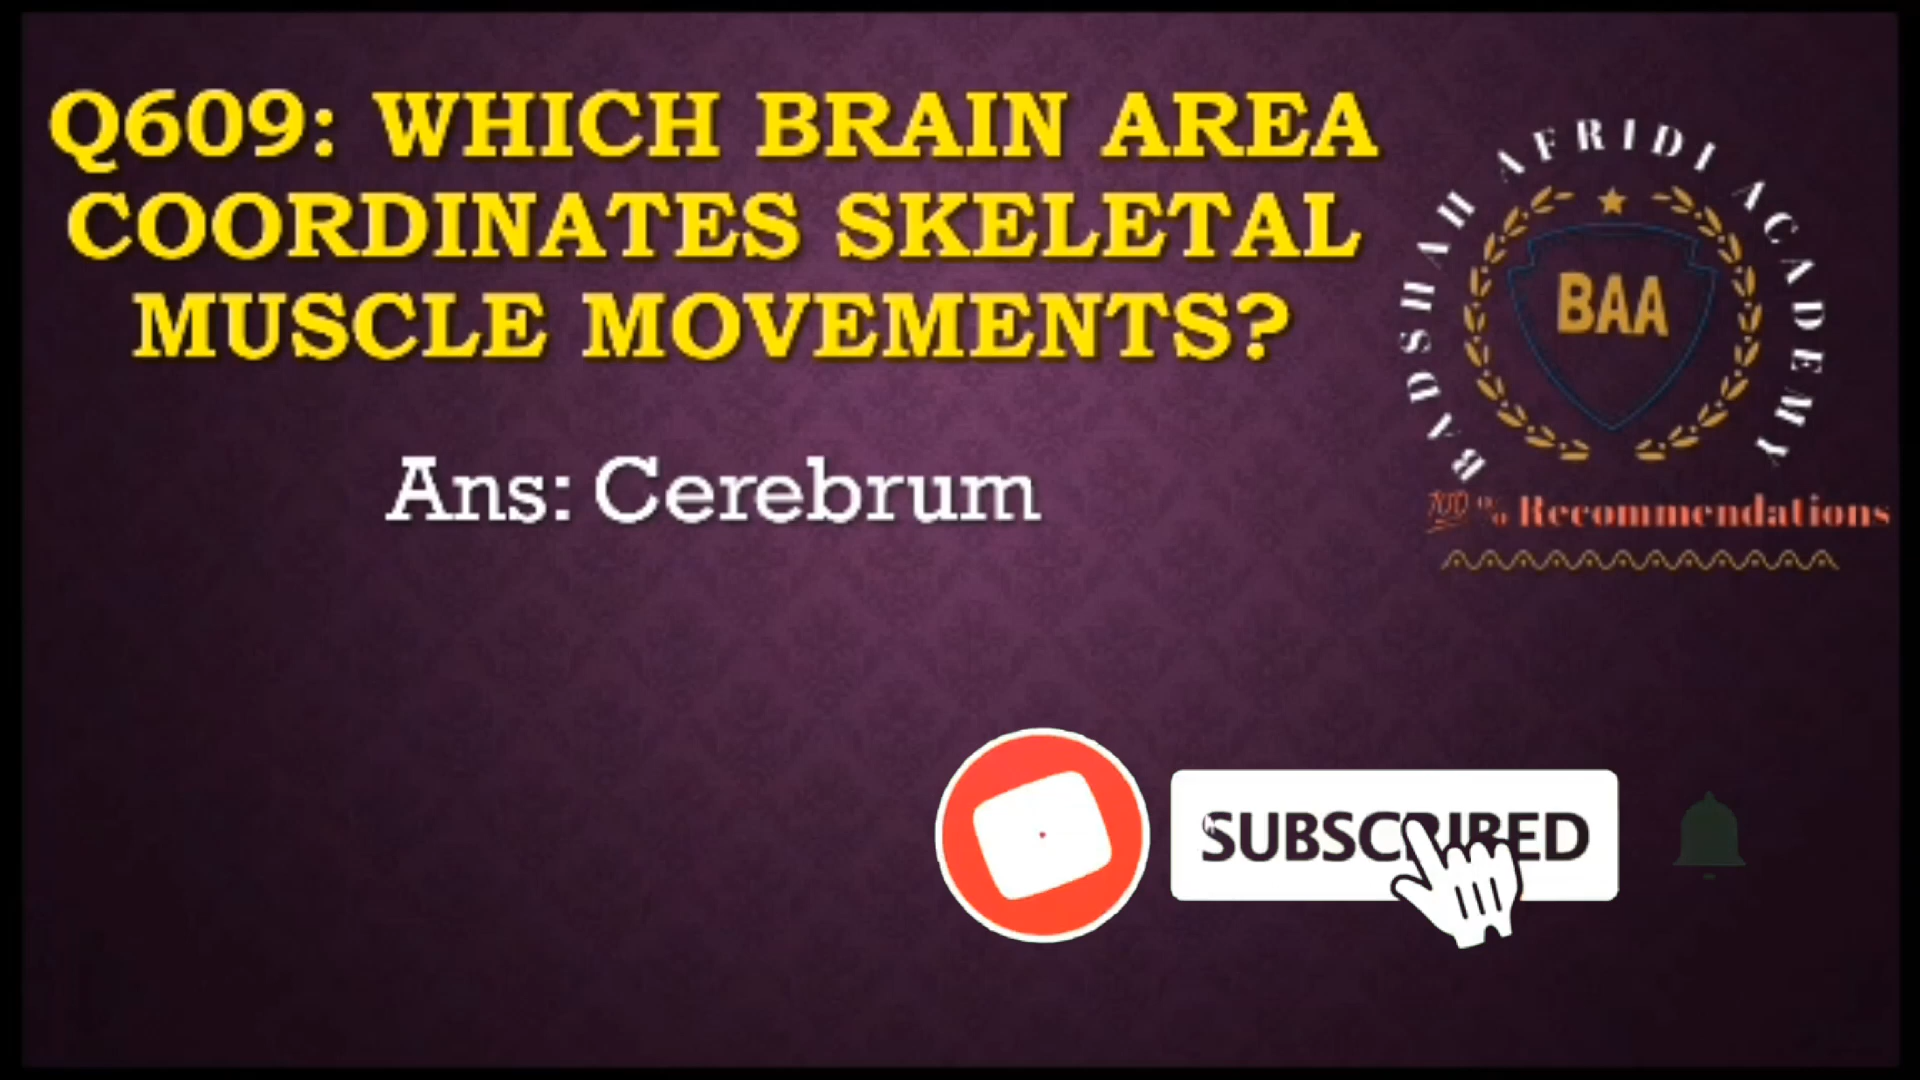 Q609: WHICH BRAIN AREA
COORDINATES SKELETAL
MUSCLE MOVEMENTS?
Ans: Cerebrum
BADSHAH AFRIDI ACADEMY
BAA
💯% Recommendations
SUBSCRIBED